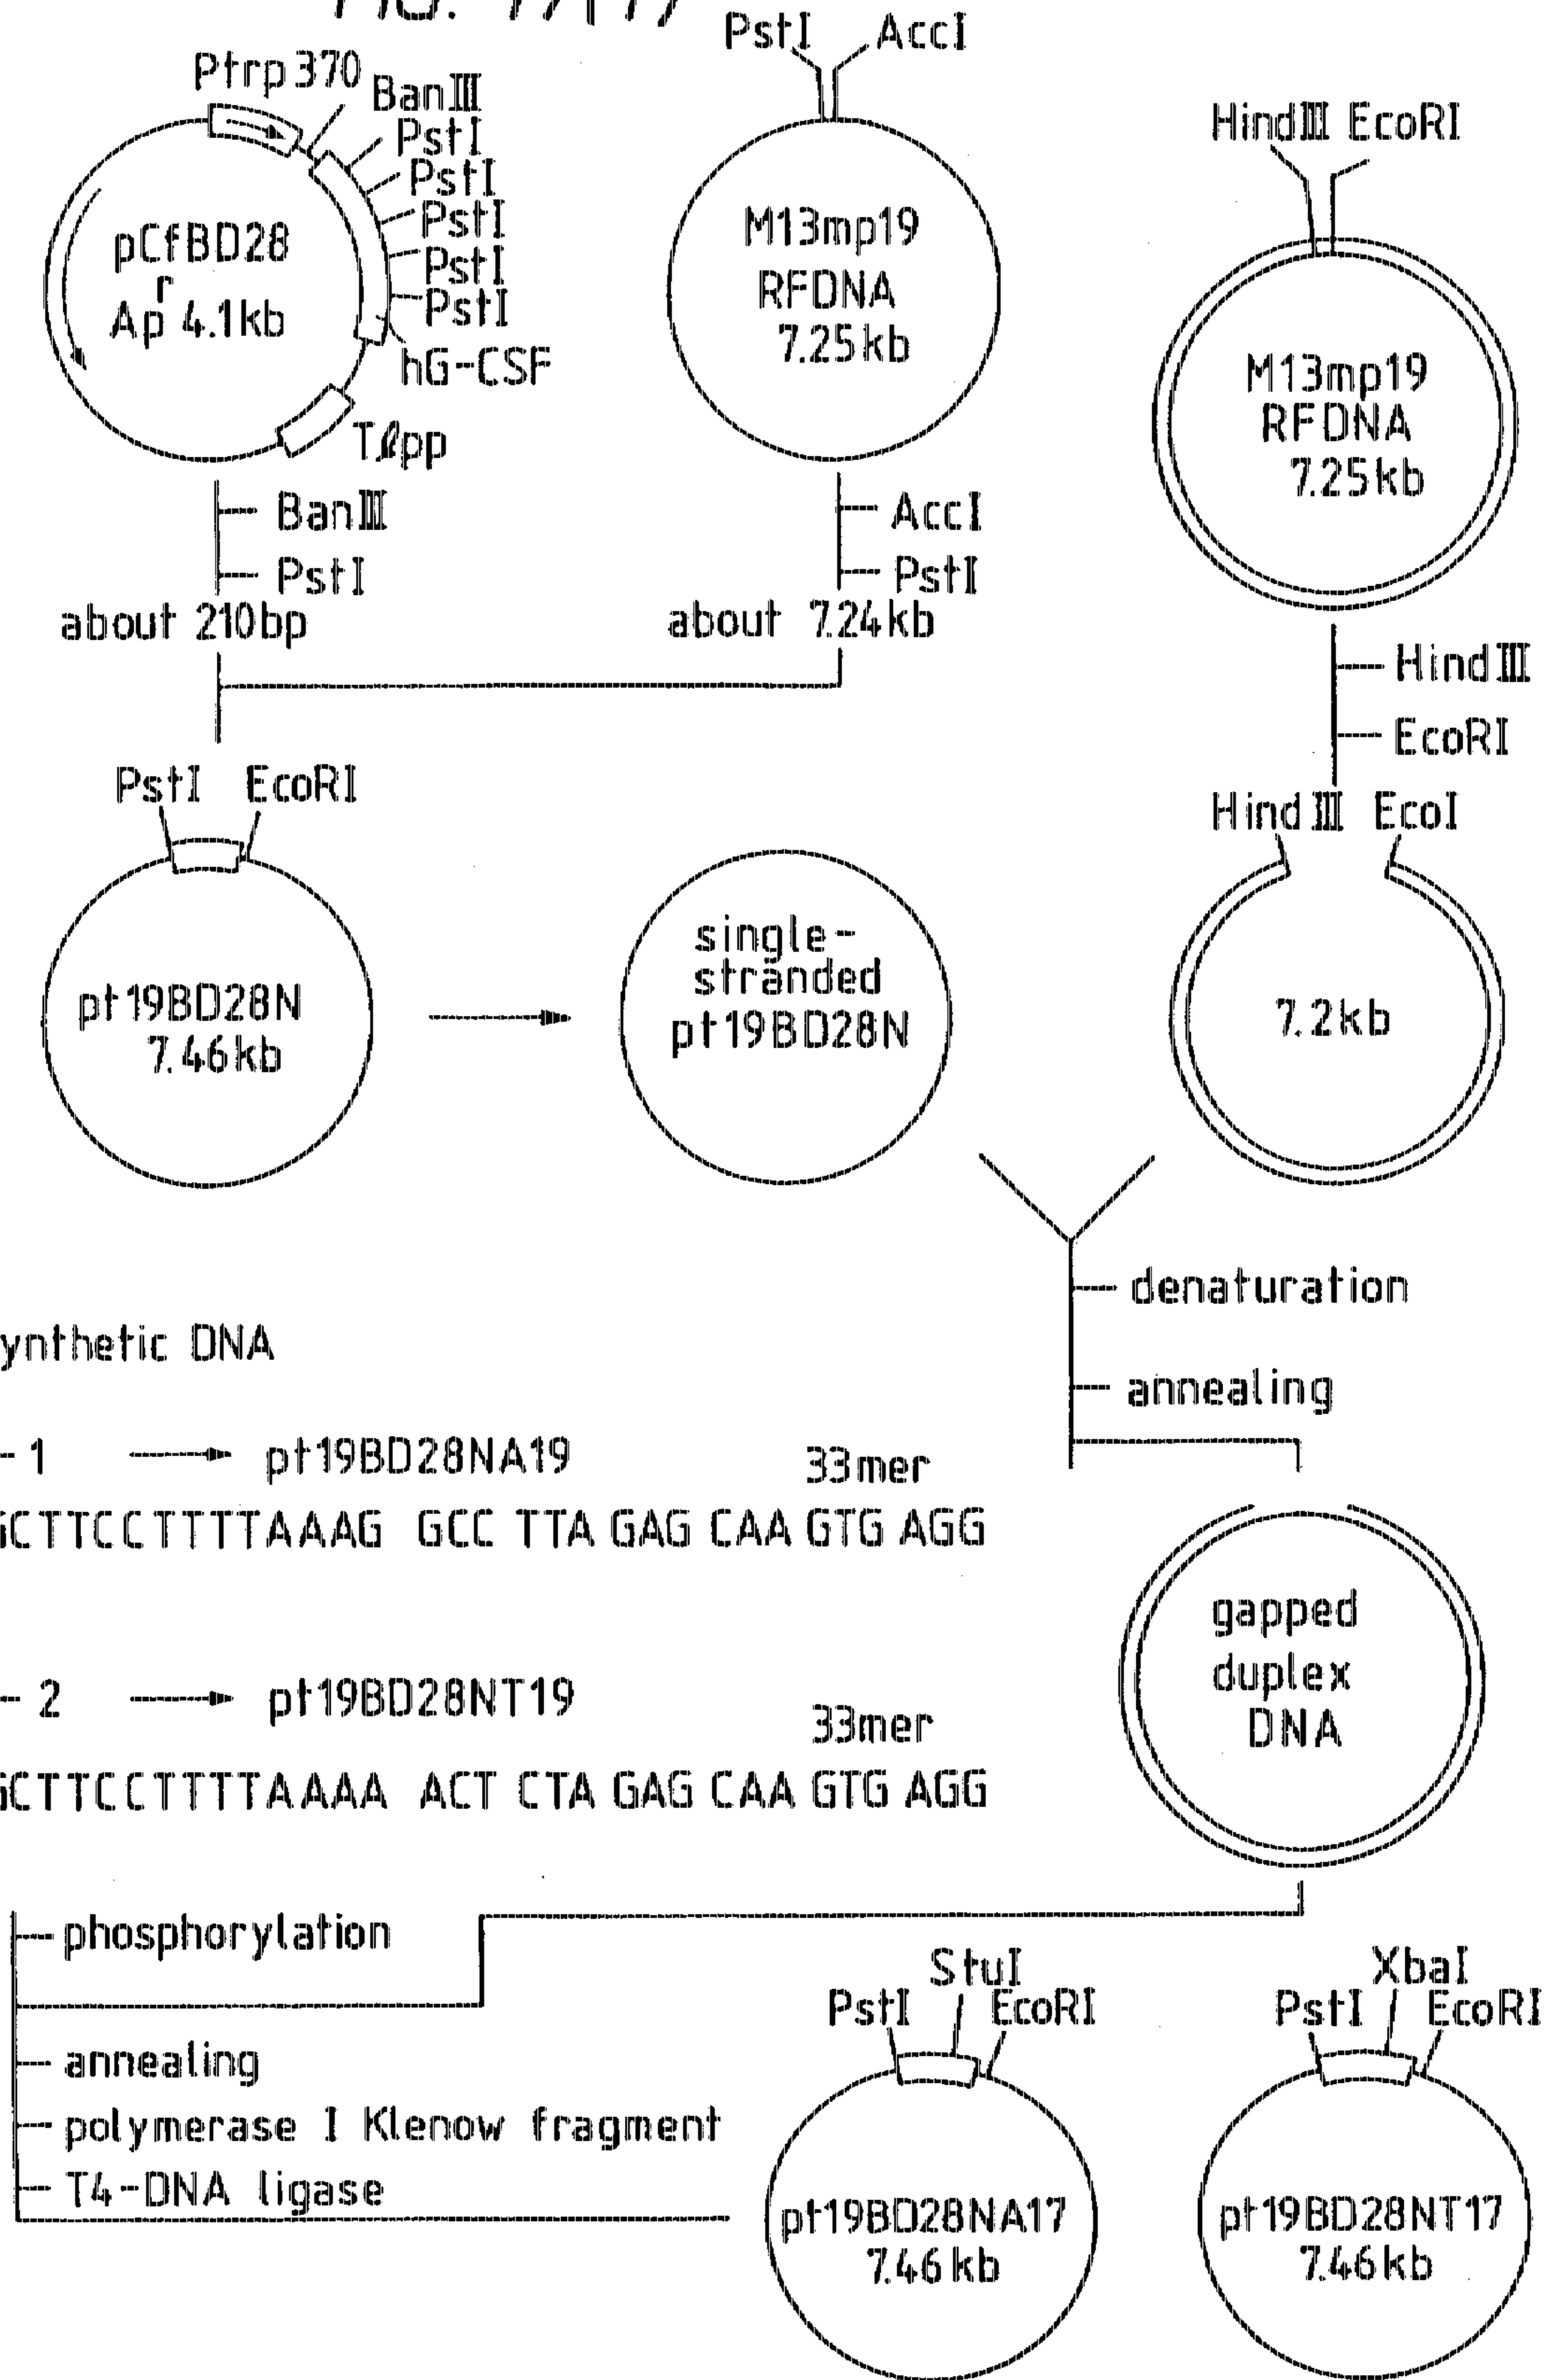 PstI AccI
Ptrp370
BanIII
PstI
PstI
PstI
PstI
PstI
hG-CSF
Tlpp
pCfBD28
Apr 4.1kb
BanIII
PstI
about 210bp
M13mp19
RFDNA
7.25kb
AccI
PstI
about 7.24kb
HindIII EcoRI
M13mp19
RFDNA
7.25kb
HindIII
EcoRI
PstI EcoRI
pt19BD28N
7.46kb
single-
stranded
pt19BD28N
HindIII EcoI
7.2kb
denaturation
annealing
ynthetic DNA
-1 → pt19BD28NA19 33mer
GCTTCCTTTTTAAAG GCC TTA GAG CAA GTG AGG
-2 → pt19BD28NT19 33mer
GCTTCCTTTTTAAAA ACT CTA GAG CAA GTG AGG
gapped
duplex
DNA
phosphorylation
annealing
polymerase I Klenow fragment
T4-DNA ligase
PstI StuI EcoRI
pt19BD28NA17
7.46kb
PstI XbaI EcoRI
pt19BD28NT17
7.46kb